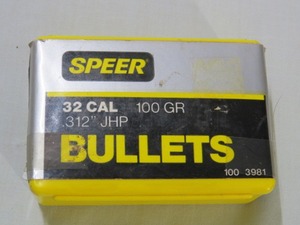 SPEER
32 CAL 100 GR
.312" JHP
BULLETS
100 3981